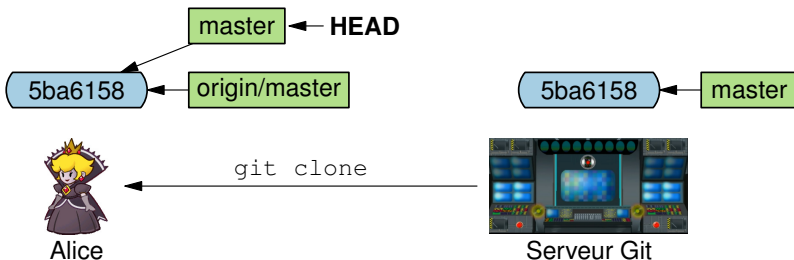 master HEAD
5ba6158 origin/master 5ba6158 master
git clone
Alice Serveur Git